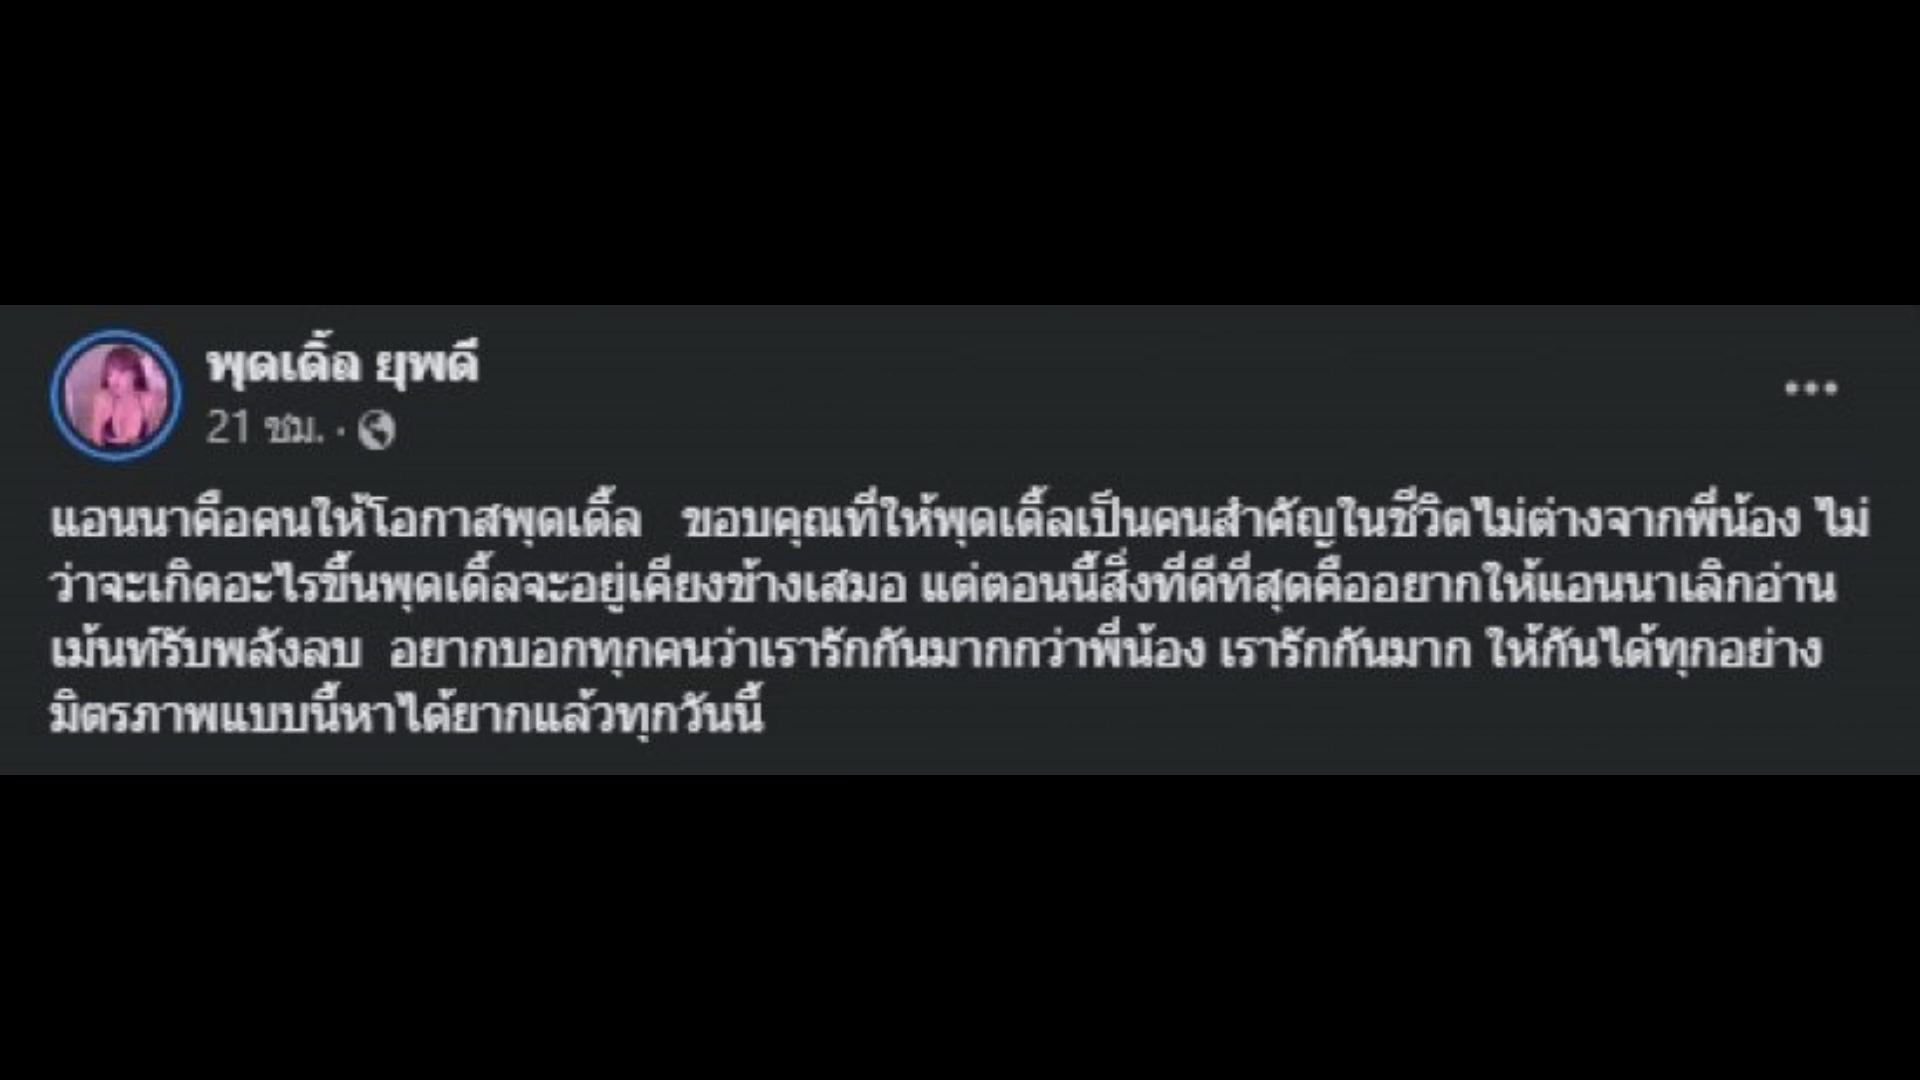 พุดเดิ้ล ยุพดี
21 ชม. ·
แอนนาคือคนให้โอกาสพุดเดิ้ล ขอบคุณที่ให้พุดเดิ้ลเป็นคนสำคัญในชีวิตไม่ต่างจากพี่น้อง ไม่
ว่าจะเกิดอะไรขึ้นพุดเดิ้ลจะอยู่เคียงข้างเสมอ แต่ตอนนี้สิ่งที่ดีที่สุดคืออยากให้แอนนาเลิกอ่าน
เม้นท์รับพลังลบ อยากบอกทุกคนว่าเรารักกันมากกว่าพี่น้อง เรารักกันมาก ให้กันได้ทุกอย่าง
มิตรภาพแบบนี้หาได้ยากแล้วทุกวันนี้